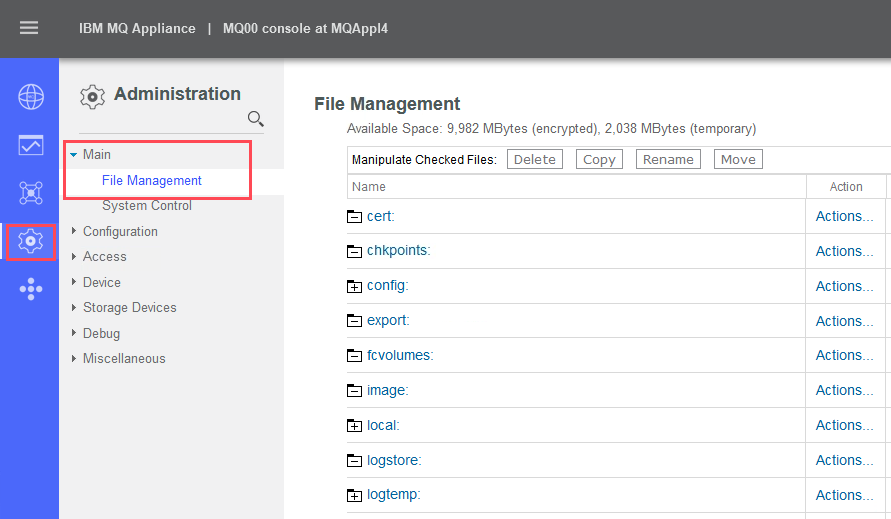 IBM MQ Appliance | MQ00 console at MQAppl4
Administration
Main
File Management
System Control
Configuration
Access
Device
Storage Devices
Debug
Miscellaneous
File Management
Available Space: 9,982 MBytes (encrypted), 2,038 MBytes (temporary)
Manipulate Checked Files: Delete Copy Rename Move
Name Action
cert: Actions...
chkpoints: Actions...
config: Actions...
export: Actions...
fcvolumes: Actions...
image: Actions...
local: Actions...
logstore: Actions...
logtemp: Actions...